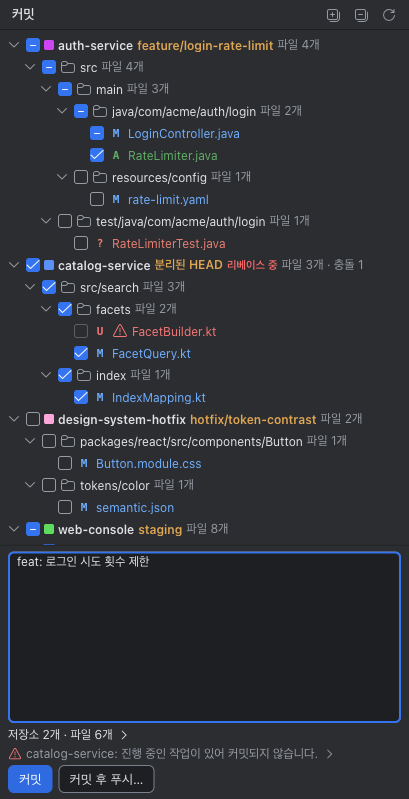 커밋
auth-service feature/login-rate-limit 파일 4개
src 파일 4개
main 파일 3개
java/com/acme/auth/login 파일 2개
M LoginController.java
A RateLimiter.java
resources/config 파일 1개
M rate-limit.yaml
test/java/com/acme/auth/login 파일 1개
? RateLimiterTest.java
catalog-service 분리된 HEAD 리베이스 중 파일 3개 · 충돌 1
src/search 파일 3개
facets 파일 2개
U FacetBuilder.kt
M FacetQuery.kt
index 파일 1개
M IndexMapping.kt
design-system-hotfix hotfix/token-contrast 파일 2개
packages/react/src/components/Button 파일 1개
M Button.module.css
tokens/color 파일 1개
M semantic.json
web-console staging 파일 8개
feat: 로그인 시도 횟수 제한
저장소 2개 · 파일 6개
catalog-service: 진행 중인 작업이 있어 커밋되지 않습니다.
커밋 커밋 후 푸시...